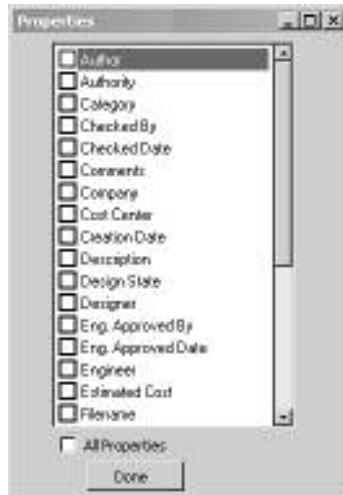 Properties
Author
Authority
Category
Checked By
Checked Date
Comments
Company
Cost Center
Creation Date
Description
Design State
Designer
Eng. Approved By
Eng. Approved Date
Engineer
Estimated Cost
Filename
All Properties
Done